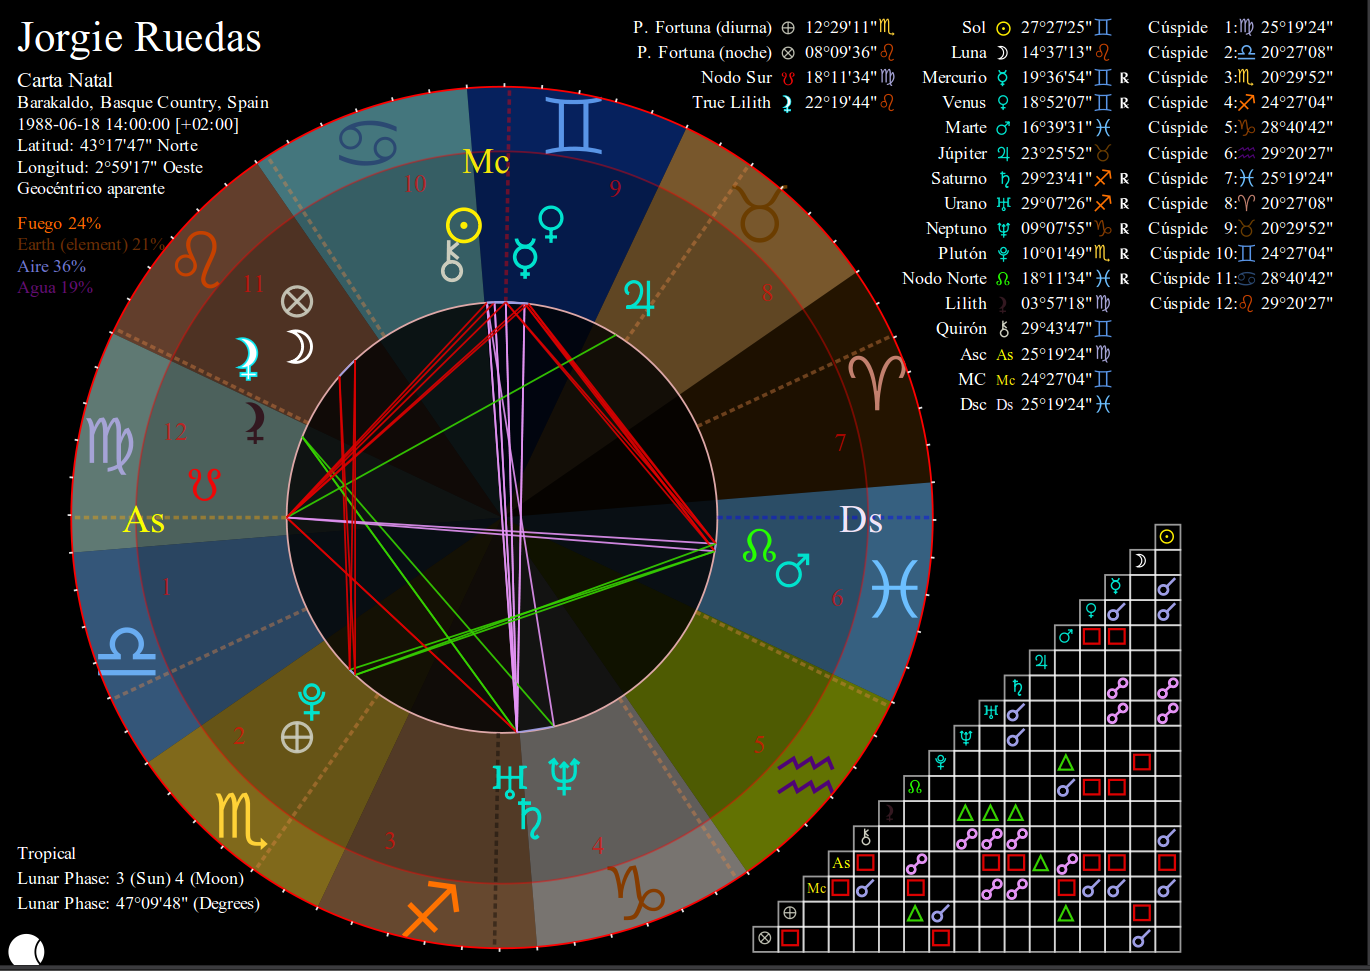 Jorgie Ruedas
Carta Natal
Barakaldo, Basque Country, Spain
1988-06-18 14:00:00 [+02:00]
Latitud: 43°17'47" Norte
Longitud: 2°59'17" Oeste
Geocéntrico aparente
Fuego 24%
Earth (element) 21%
Aire 36%
Agua 19%
P. Fortuna (diurna) ⊕ 12°29'11"♏
P. Fortuna (noche) ⊗ 08°09'36"♌
Nodo Sur ☋ 18°11'34"♍
True Lilith ⚸ 22°19'44"♌
Sol ☉ 27°27'25"♊
Luna ☽ 14°37'13"♌
Mercurio ☿ 19°36'54"♊ R
Venus ♀ 18°52'07"♊ R
Marte ♂ 16°39'31"♓
Júpiter ♃ 23°25'52"♉
Saturno ♄ 29°23'41"♐ R
Urano ♅ 29°07'26"♐ R
Neptuno ♆ 09°07'55"♑ R
Plutón 10°01'49"♏ R
Nodo Norte ☊ 18°11'34"♓ R
Lilith ⚸ 03°57'18"♍
Quirón ⚷ 29°43'47"♊
Asc As 25°19'24"♍
MC Mc 24°27'04"♊
Dsc Ds 25°19'24"♓
Cúspide 1:♍ 25°19'24"
Cúspide 2:♎ 20°27'08"
Cúspide 3:♏ 20°29'52"
Cúspide 4:♐ 24°27'04"
Cúspide 5:♑ 28°40'42"
Cúspide 6:♒ 29°20'27"
Cúspide 7:♓ 25°19'24"
Cúspide 8:♈ 20°27'08"
Cúspide 9:♉ 20°29'52"
Cúspide 10:♊ 24°27'04"
Cúspide 11:♋ 28°40'42"
Cúspide 12:♌ 29°20'27"
Mc
10
9
11
8
12
7
As
Ds
1
6
2
5
3
4
As
Mc
Tropical
Lunar Phase: 3 (Sun) 4 (Moon)
Lunar Phase: 47°09'48" (Degrees)